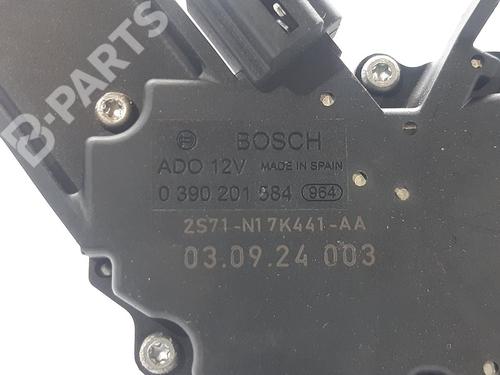 B-PARTS
BOSCH
ADO 12V MADE IN SPAIN
0 390 201 584 964
2S71-N17K441-AA
03.09.24 003